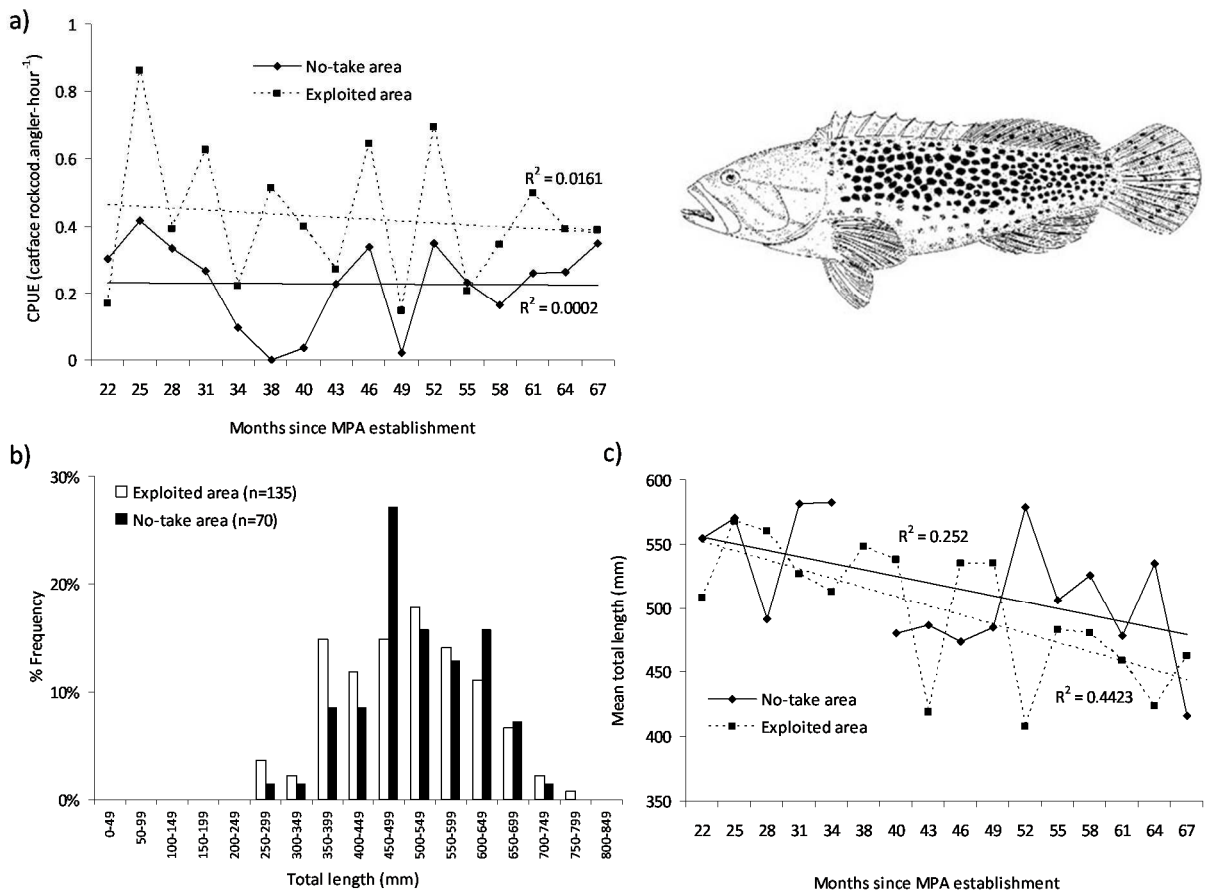 a)
CPUE (catface rockcod.angler-hour⁻¹)
1
0.8
0.6
0.4
0.2
0
No-take area
Exploited area
R² = 0.0161
R² = 0.0002
22 25 28 31 34 38 40 43 46 49 52 55 58 61 64 67
Months since MPA establishment
b)
% Frequency
30%
20%
10%
0%
Exploited area (n=135)
No-take area (n=70)
0-49 50-99 100-149 150-199 200-249 250-299 300-349 350-399 400-449 450-499 500-549 550-599 600-649 650-699 700-749 750-799 800-849
Total length (mm)
c)
Mean total length (mm)
600
550
500
450
400
350
R² = 0.252
R² = 0.4423
No-take area
Exploited area
22 25 28 31 34 38 40 43 46 49 52 55 58 61 64 67
Months since MPA establishment